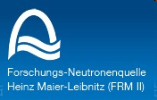 Forschungs-Neutronenquelle
Heinz Maier-Leibnitz (FRM II)